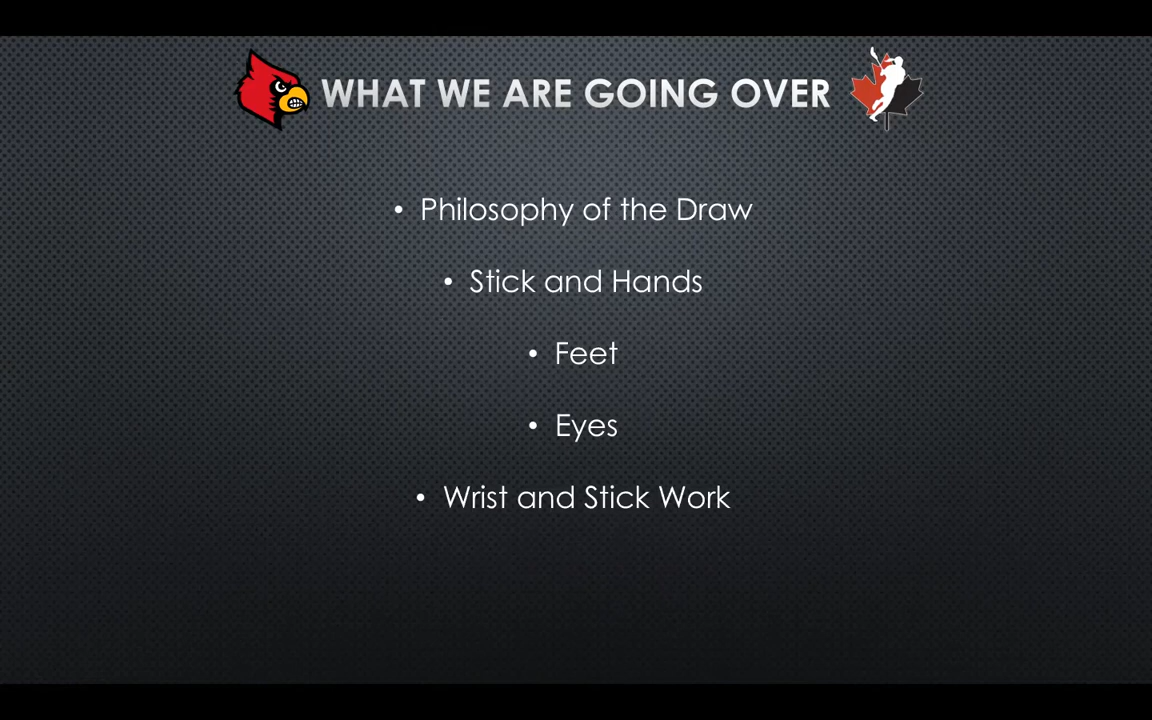 WHAT WE ARE GOING OVER
• Philosophy of the Draw
• Stick and Hands
• Feet
• Eyes
• Wrist and Stick Work